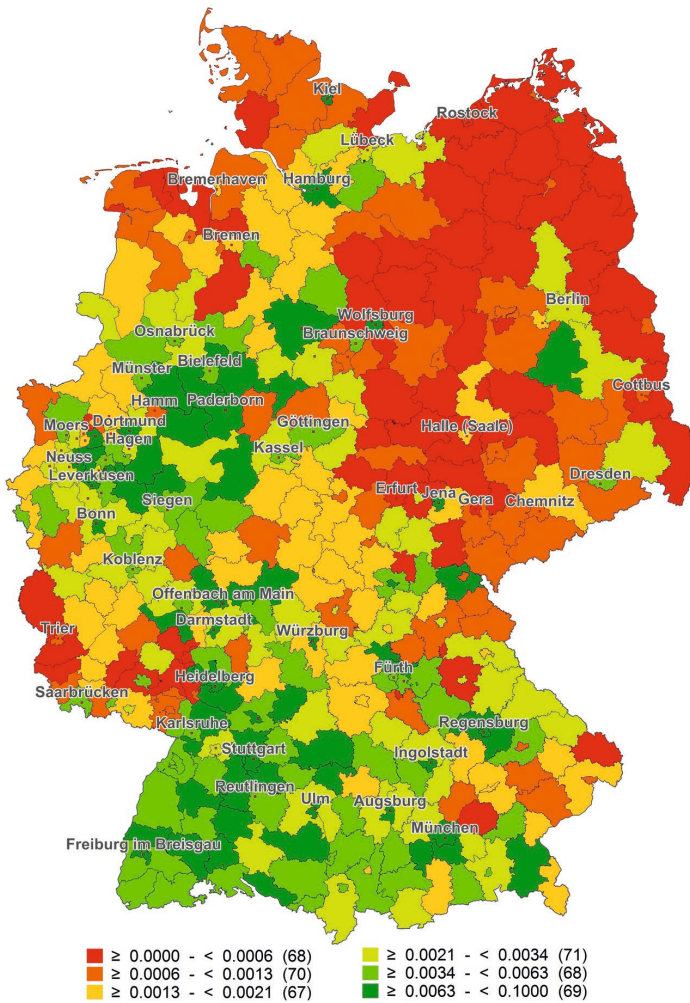 Kiel
Rostock
Lübeck
Bremerhaven
Hamburg
Bremen
Berlin
Wolfsburg
Osnabrück
Braunschweig
Münster
Bielefeld
Cottbus
Hamm
Paderborn
Moers
Dortmund
Göttingen
Halle (Saale)
Hagen
Neuss
Kassel
Leverkusen
Dresden
Siegen
Erfurt
Jena
Gera
Chemnitz
Bonn
Koblenz
Offenbach am Main
Darmstadt
Trier
Würzburg
Fürth
Heidelberg
Saarbrücken
Karlsruhe
Regensburg
Stuttgart
Ingolstadt
Reutlingen
Ulm
Augsburg
München
Freiburg im Breisgau
≥ 0.0000 - < 0.0006 (68)
≥ 0.0006 - < 0.0013 (70)
≥ 0.0013 - < 0.0021 (67)
≥ 0.0021 - < 0.0034 (71)
≥ 0.0034 - < 0.0063 (68)
≥ 0.0063 - < 0.1000 (69)